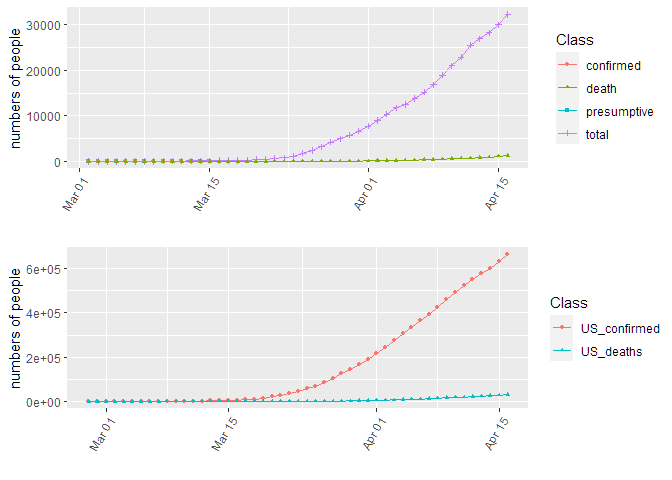 numbers of people
30000
20000
10000
0
Mar 01
Mar 15
Apr 01
Apr 15
Class
confirmed
death
presumptive
total
numbers of people
6e+05
4e+05
2e+05
0e+00
Mar 01
Mar 15
Apr 01
Apr 15
Class
US_confirmed
US_deaths